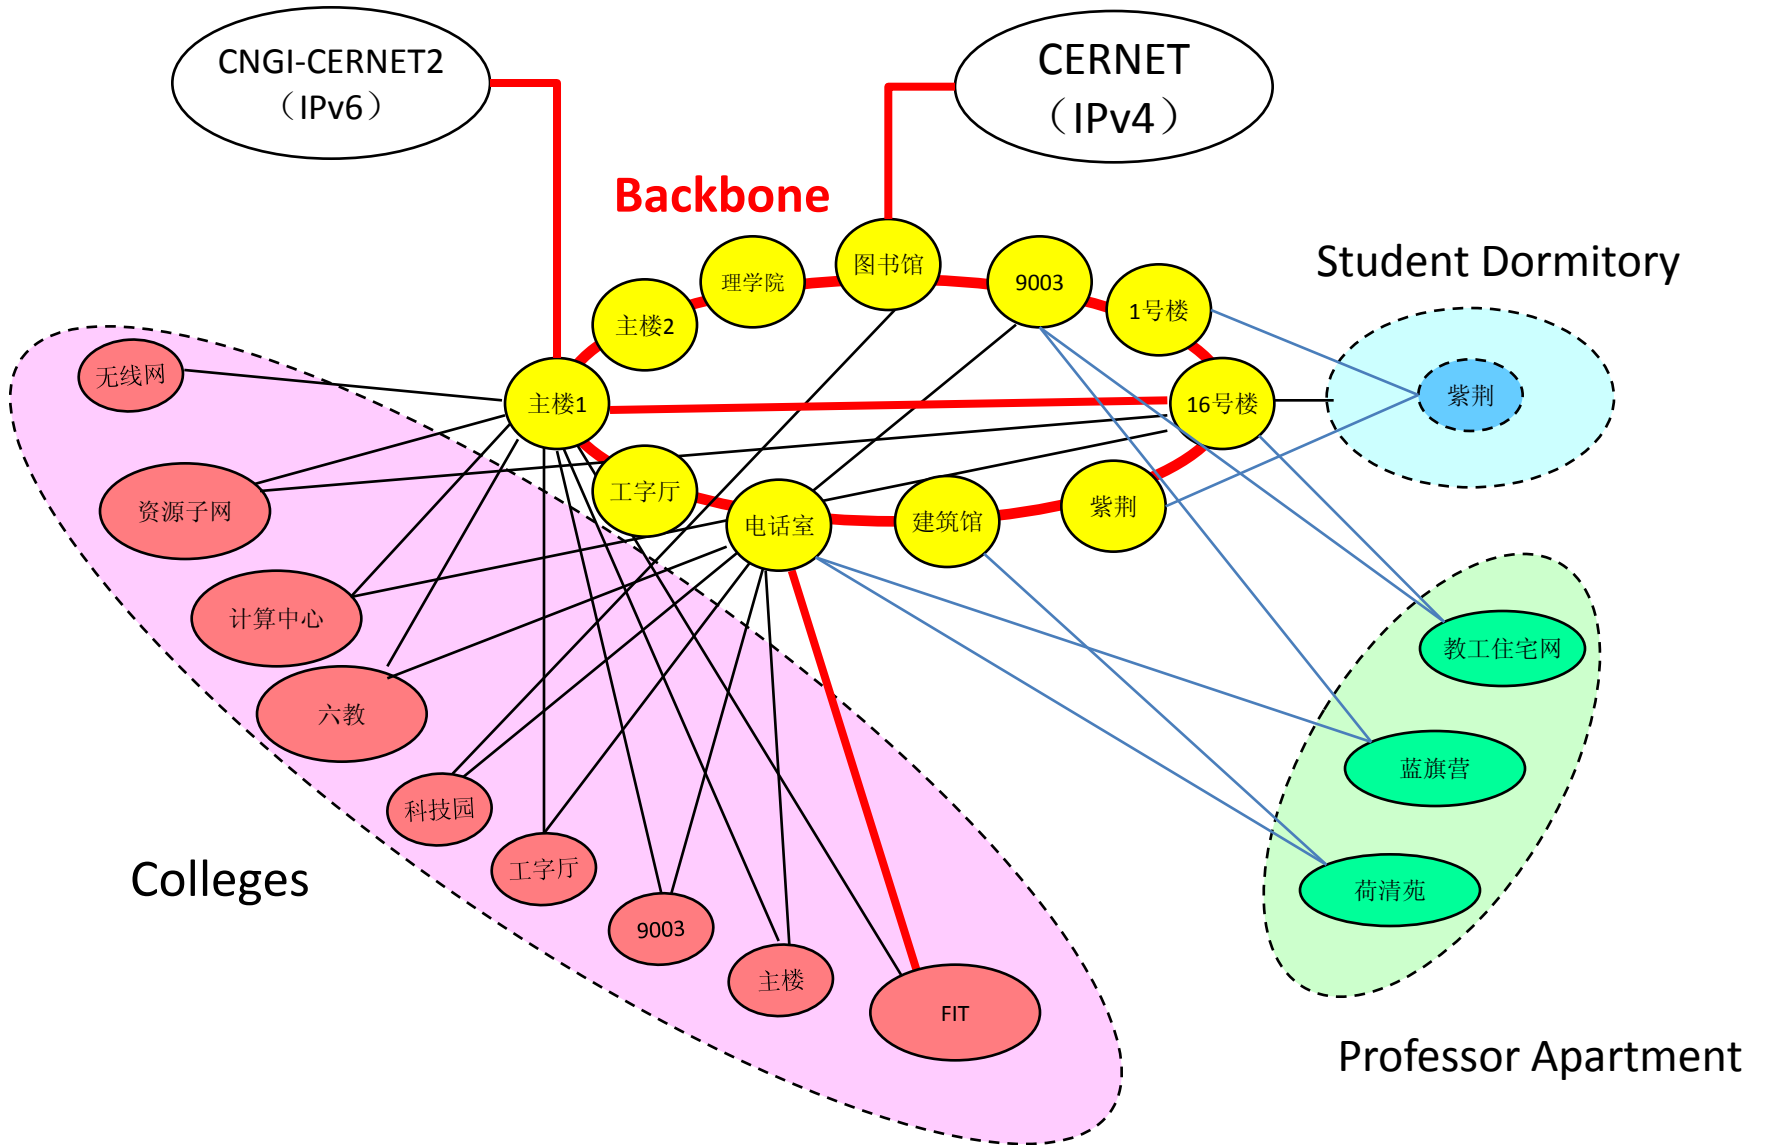 CNGI-CERNET2
（IPv6）
CERNET
（IPv4）
Backbone
图书馆
理学院
9003
1号楼
主楼2
Student Dormitory
无线网
主楼1
16号楼
紫荆
资源子网
工字厅
电话室
建筑馆
紫荆
计算中心
教工住宅网
六教
蓝旗营
科技园
Colleges
工字厅
荷清苑
9003
主楼
FIT
Professor Apartment